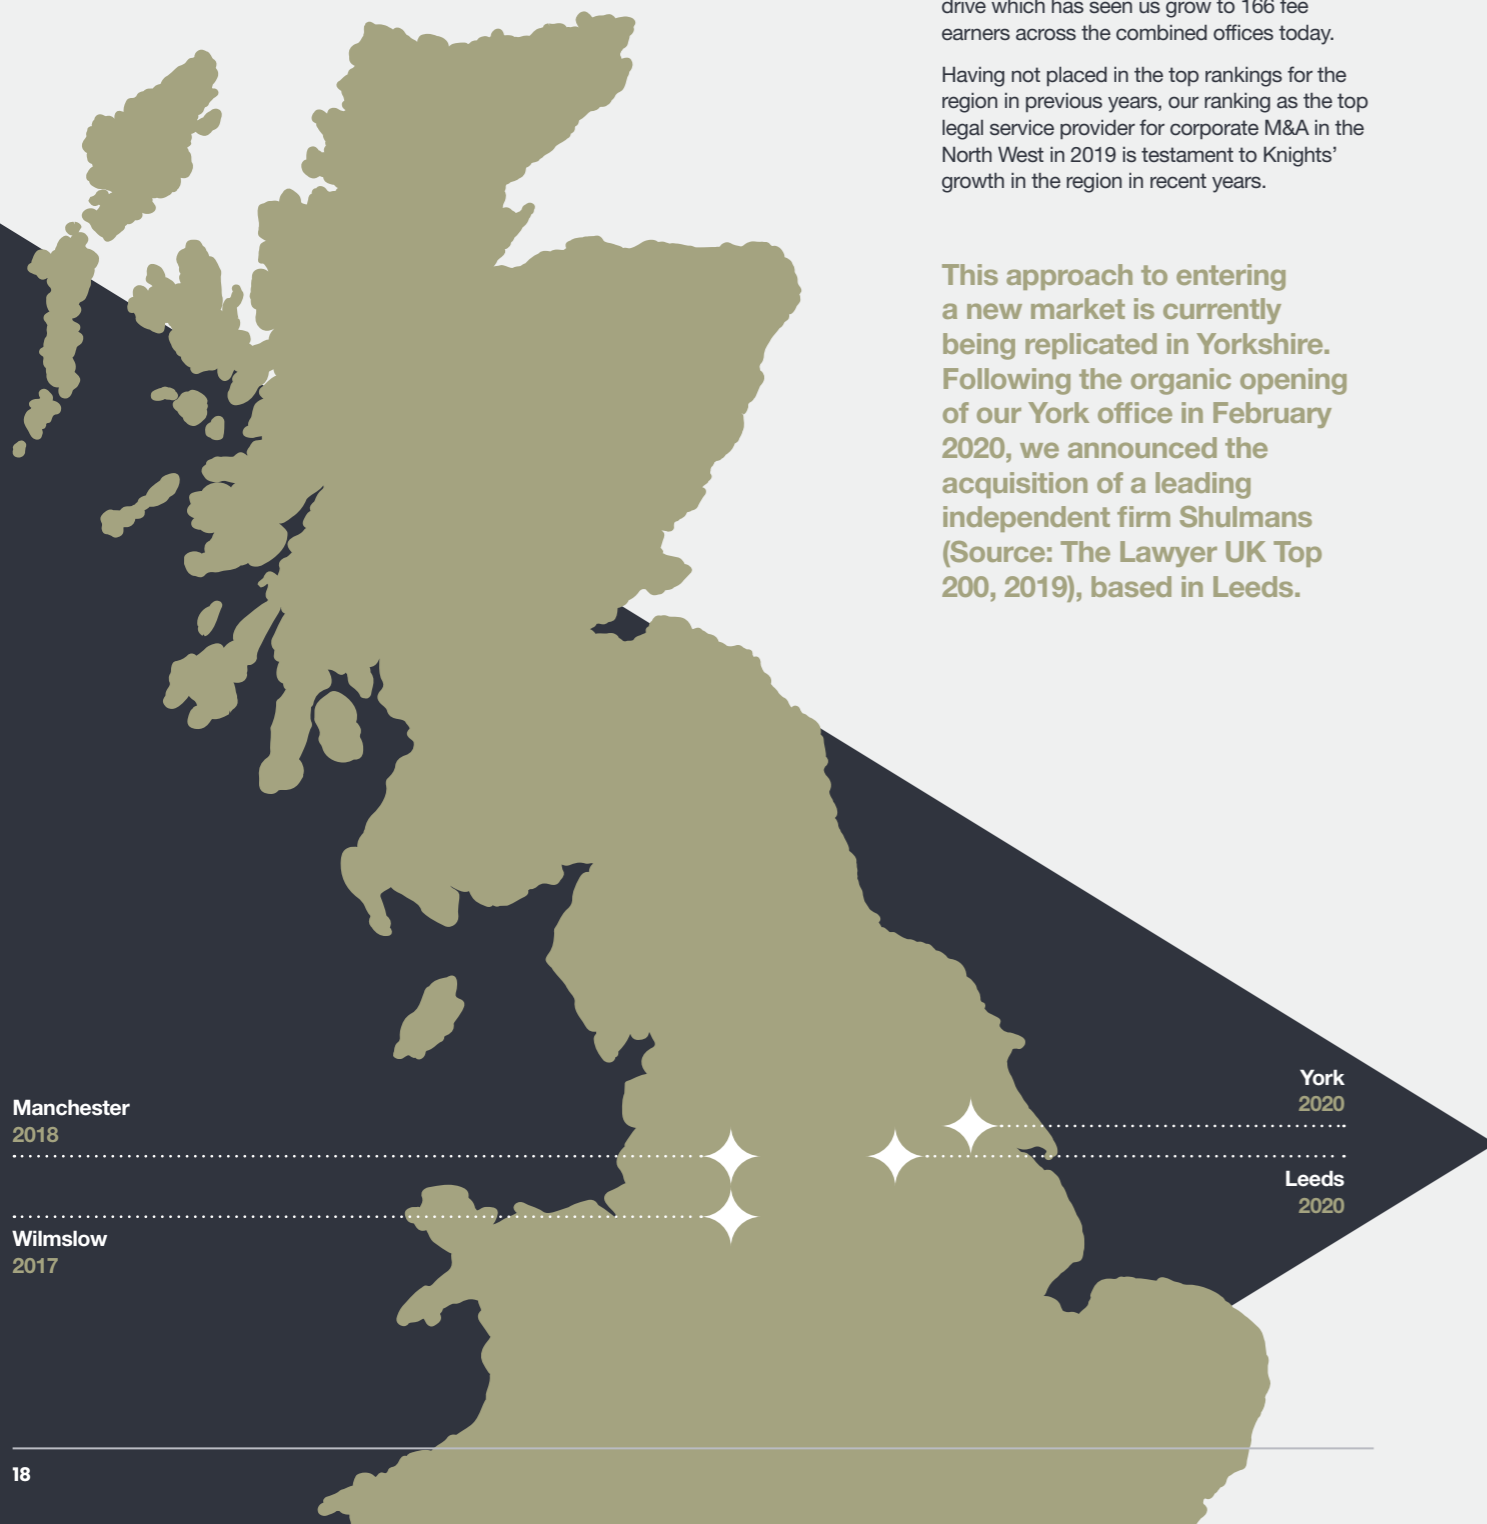 drive which has seen us grow to 166 fee
earners across the combined offices today.
Having not placed in the top rankings for the
region in previous years, our ranking as the top
legal service provider for corporate M&A in the
North West in 2019 is testament to Knights’
growth in the region in recent years.
This approach to entering
a new market is currently
being replicated in Yorkshire.
Following the organic opening
of our York office in February
2020, we announced the
acquisition of a leading
independent firm Shulmans
(Source: The Lawyer UK Top
200, 2019), based in Leeds.
Manchester
2018
Wilmslow
2017
York
2020
Leeds
2020
18